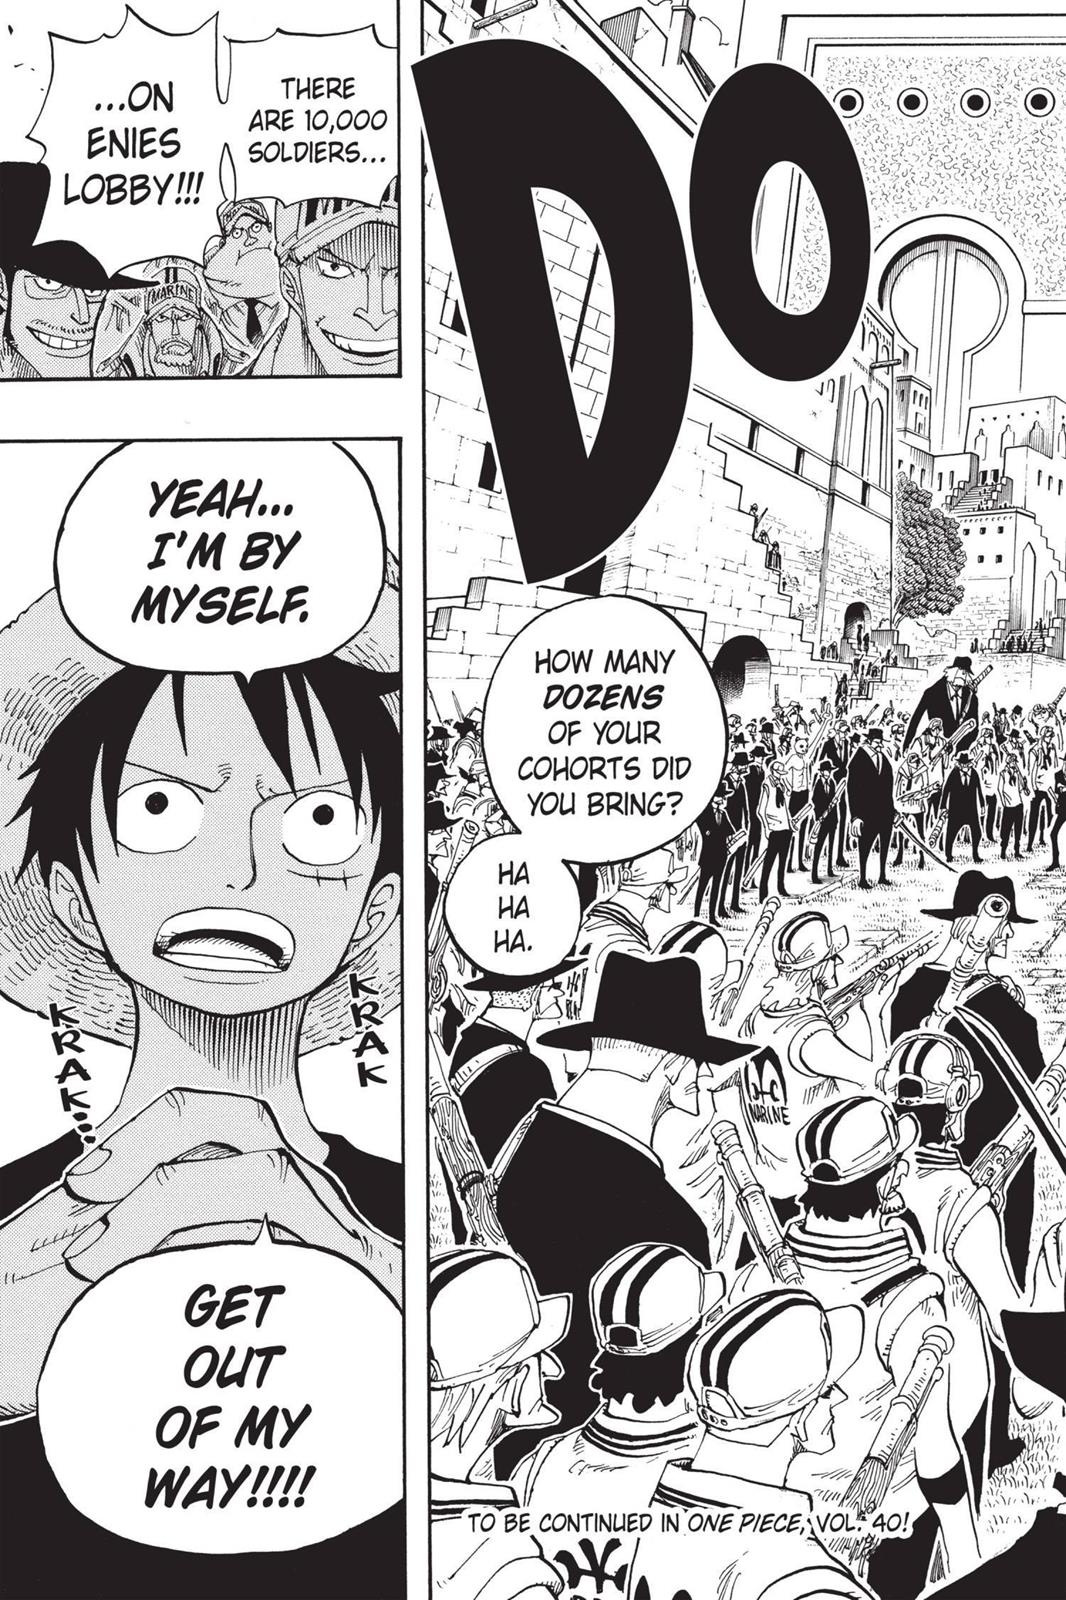 DO
HOW MANY
DOZENS
OF YOUR
COHORTS DID
YOU BRING?
HA
HA
HA.
MARINE
THERE
ARE 10,000
SOLDIERS...
...ON
ENIES
LOBBY!!!
MARINE
YEAH...
I'M BY
MYSELF.
KRAK
KRAK...
GET
OUT
OF MY
WAY!!!!
TO BE CONTINUED IN ONE PIECE, VOL. 40!